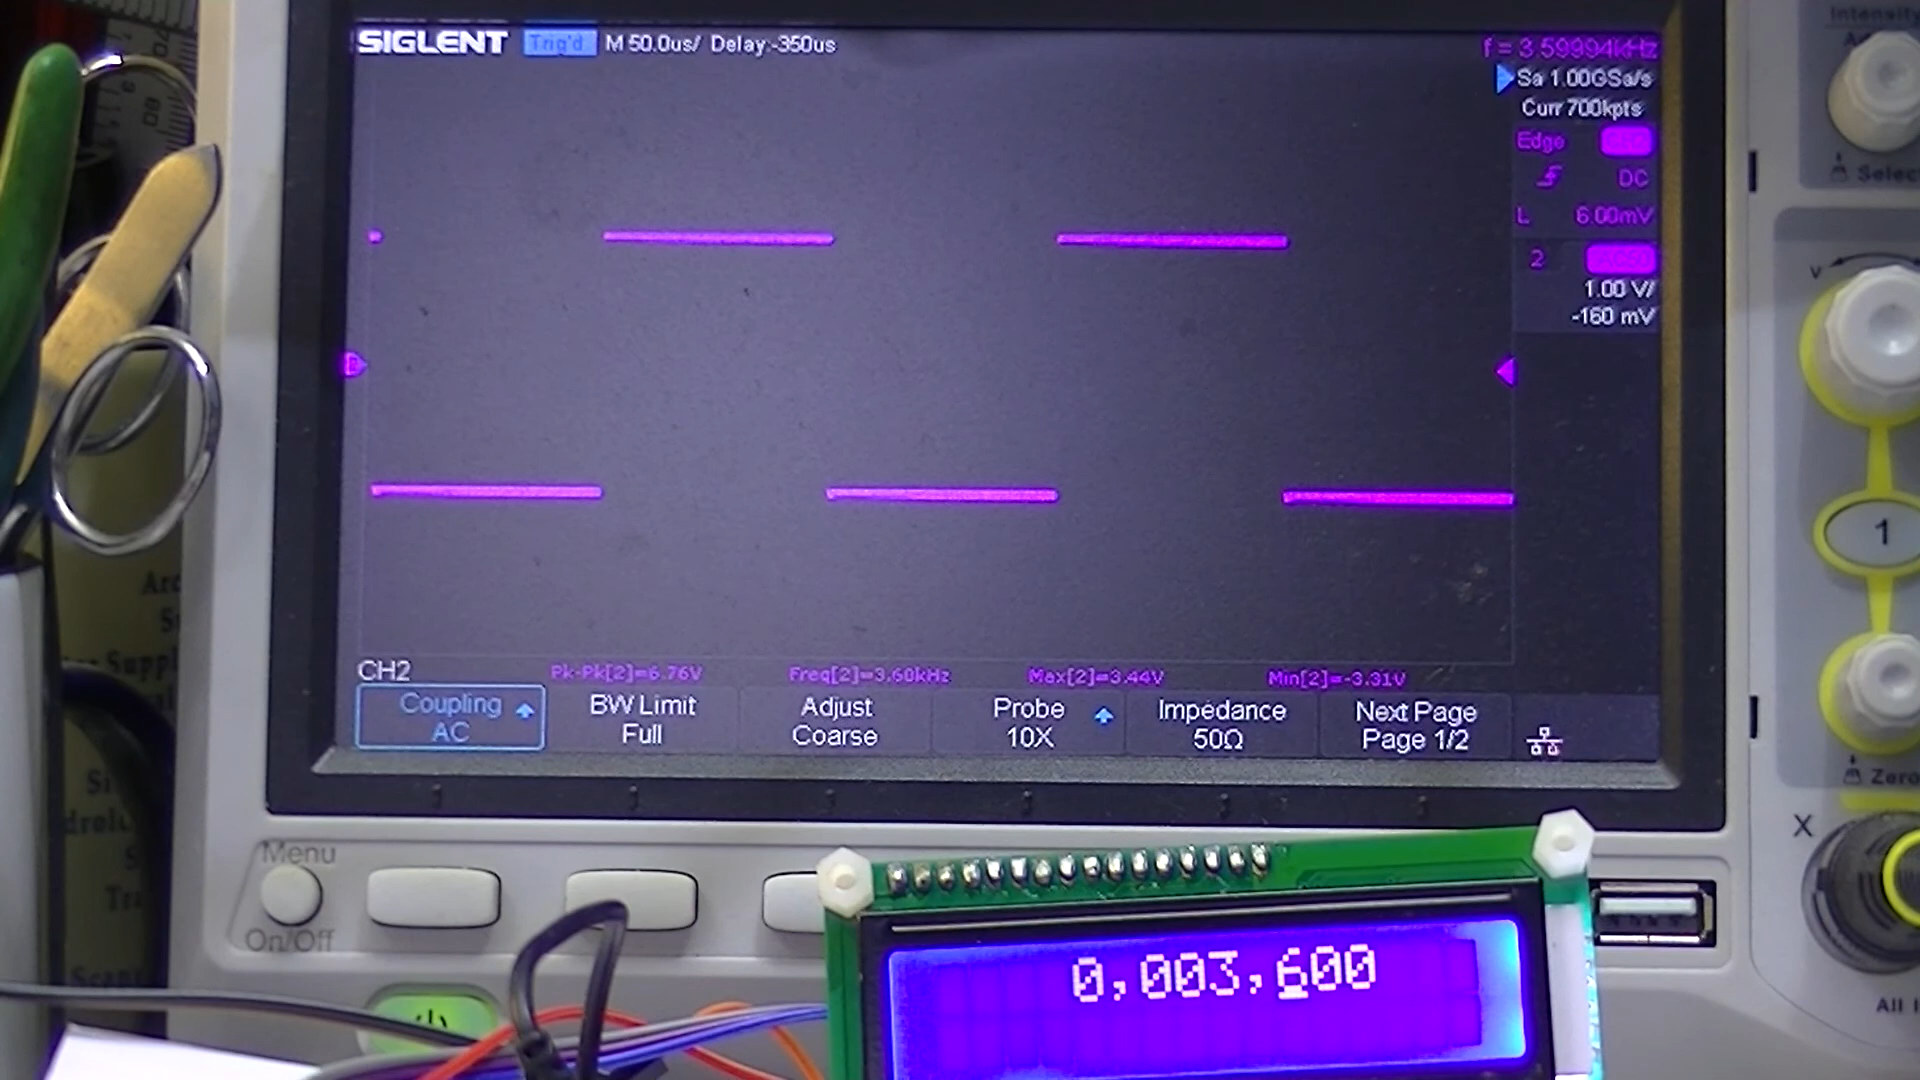 SIGLENT Trig'd M 50.0us/ Delay:-350us
f = 3.59994kHz
Sa 1.00GSa/s
Curr 700kpts
Edge
DC
L 6.00mV
2
1.00 V/
-160 mV
CH2 Pk-Pk[2]=6.76V Freq[2]=3.60kHz Max[2]=3.44V Min[2]=-3.31V
Coupling BW Limit Adjust Probe Impedance Next Page
AC Full Coarse 10X 50Ω Page 1/2
Intensity
Select
V
1
Zero
X
All
Menu
On/Off
0,003,600